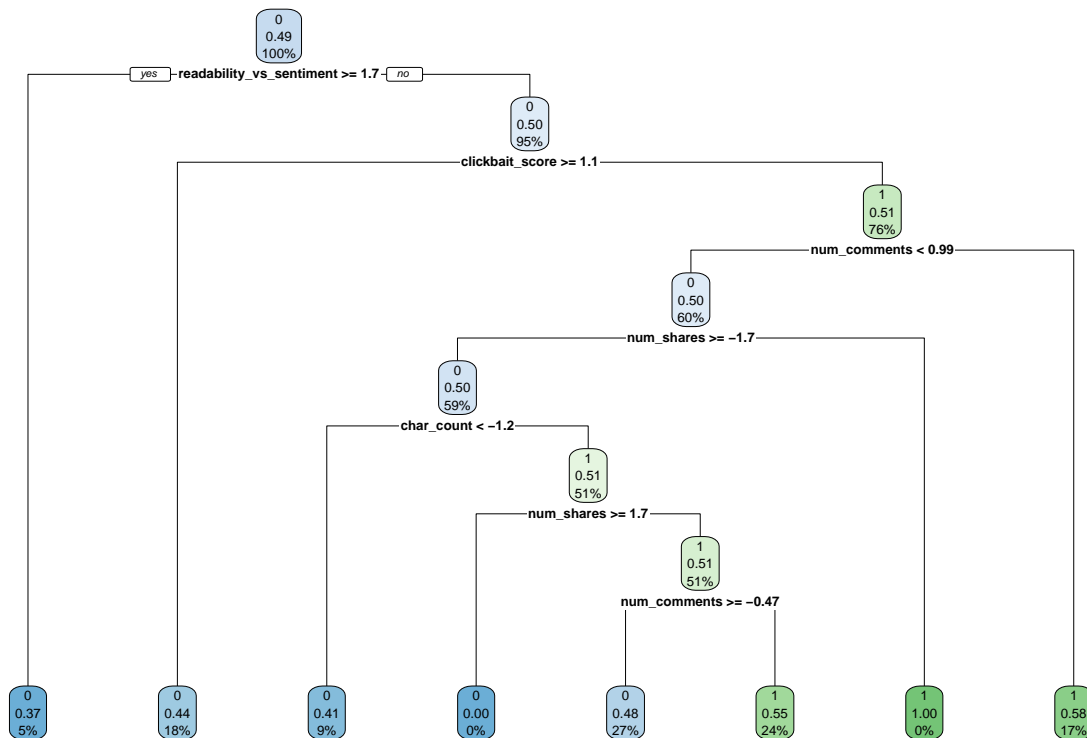 0
0.49
100%
yes readability_vs_sentiment >= 1.7 no
0
0.50
95%
clickbait_score >= 1.1
1
0.51
76%
num_comments < 0.99
0
0.50
60%
num_shares >= −1.7
0
0.50
59%
char_count < −1.2
1
0.51
51%
num_shares >= 1.7
1
0.51
51%
num_comments >= −0.47
0 0 0 0 0 1 1 1
0.37 0.44 0.41 0.00 0.48 0.55 1.00 0.58
5% 18% 9% 0% 27% 24% 0% 17%